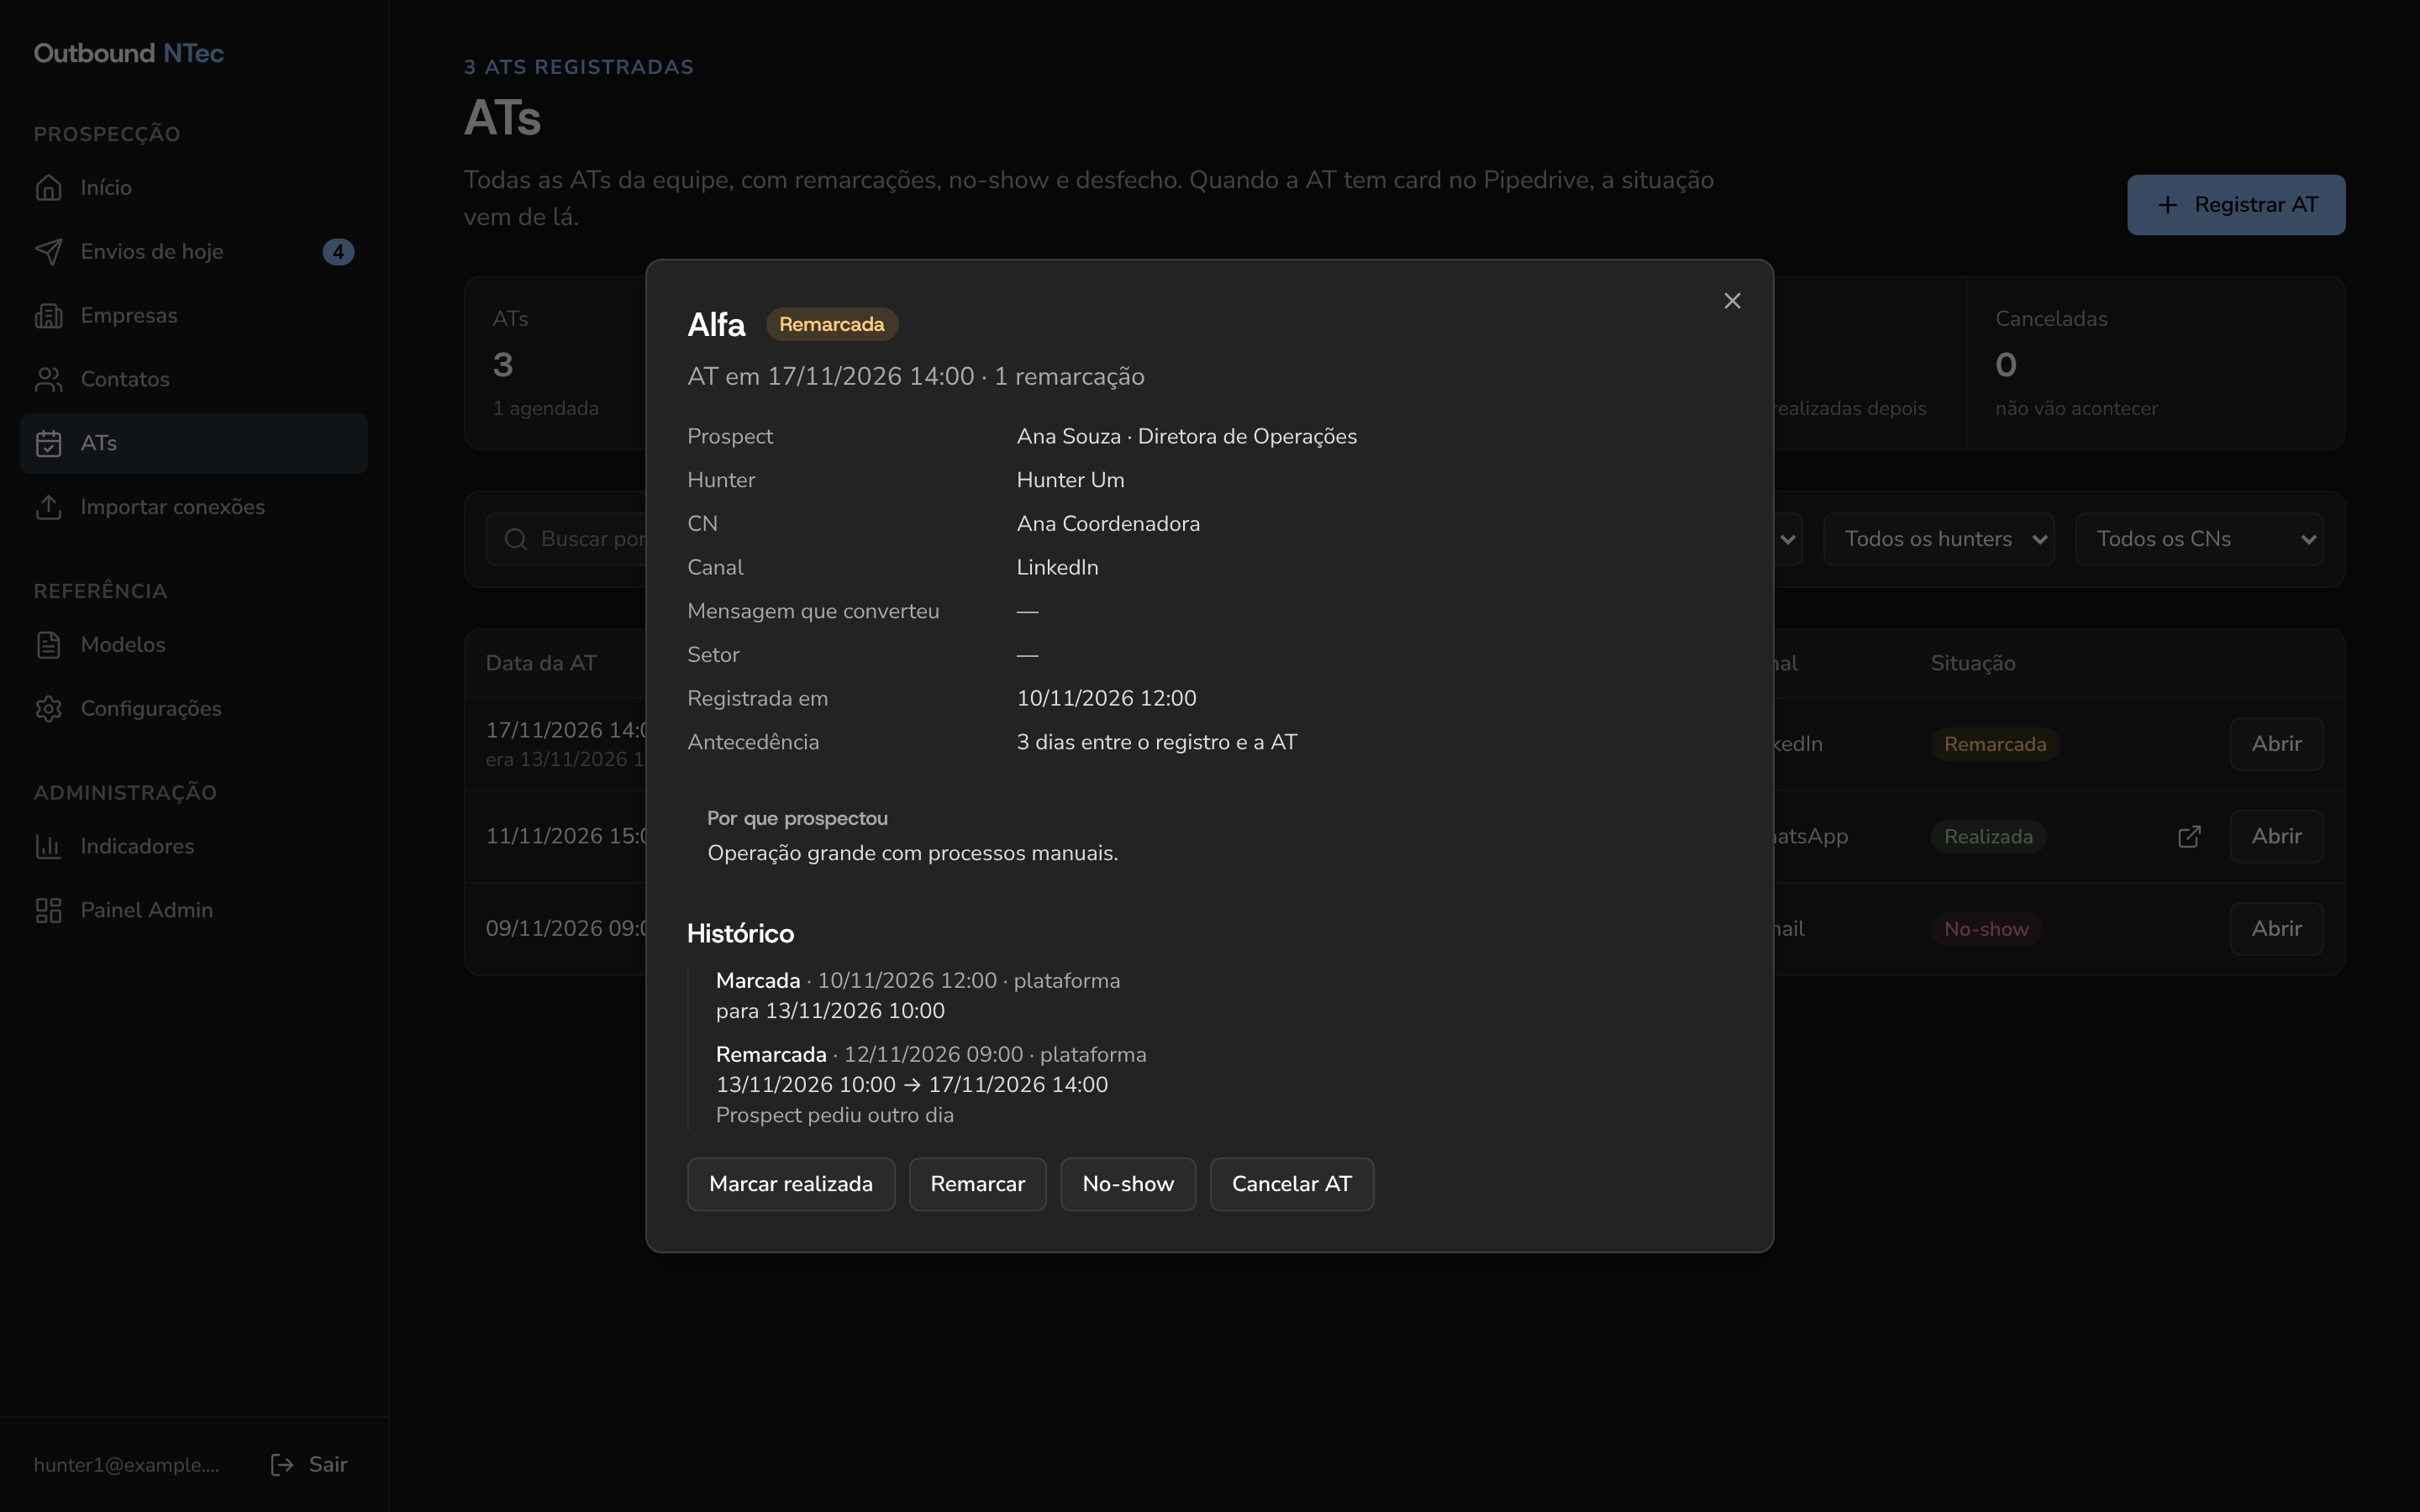 Outbound NTec
PROSPECÇÃO
Início
Envios de hoje 4
Empresas
Contatos
ATs
Importar conexões
REFERÊNCIA
Modelos
Configurações
ADMINISTRAÇÃO
Indicadores
Painel Admin
hunter1@example.... Sair
3 ATS REGISTRADAS
ATs
Todas as ATs da equipe, com remarcações, no-show e desfecho. Quando a AT tem card no Pipedrive, a situação
vem de lá.
Registrar AT
ATs
3
1 agendada
realizadas depois
Canceladas
0
não vão acontecer
Buscar por
Todos os hunters
Todos os CNs
Data da AT
Situação
17/11/2026 14:0
era 13/11/2026 1
Remarcada
Abrir
11/11/2026 15:0
Realizada
Abrir
09/11/2026 09:0
No-show
Abrir
Alfa Remarcada
AT em 17/11/2026 14:00 · 1 remarcação
Prospect Ana Souza · Diretora de Operações
Hunter Hunter Um
CN Ana Coordenadora
Canal LinkedIn
Mensagem que converteu —
Setor —
Registrada em 10/11/2026 12:00
Antecedência 3 dias entre o registro e a AT
Por que prospectou
Operação grande com processos manuais.
Histórico
Marcada · 10/11/2026 12:00 · plataforma
para 13/11/2026 10:00
Remarcada · 12/11/2026 09:00 · plataforma
13/11/2026 10:00 → 17/11/2026 14:00
Prospect pediu outro dia
Marcar realizada
Remarcar
No-show
Cancelar AT